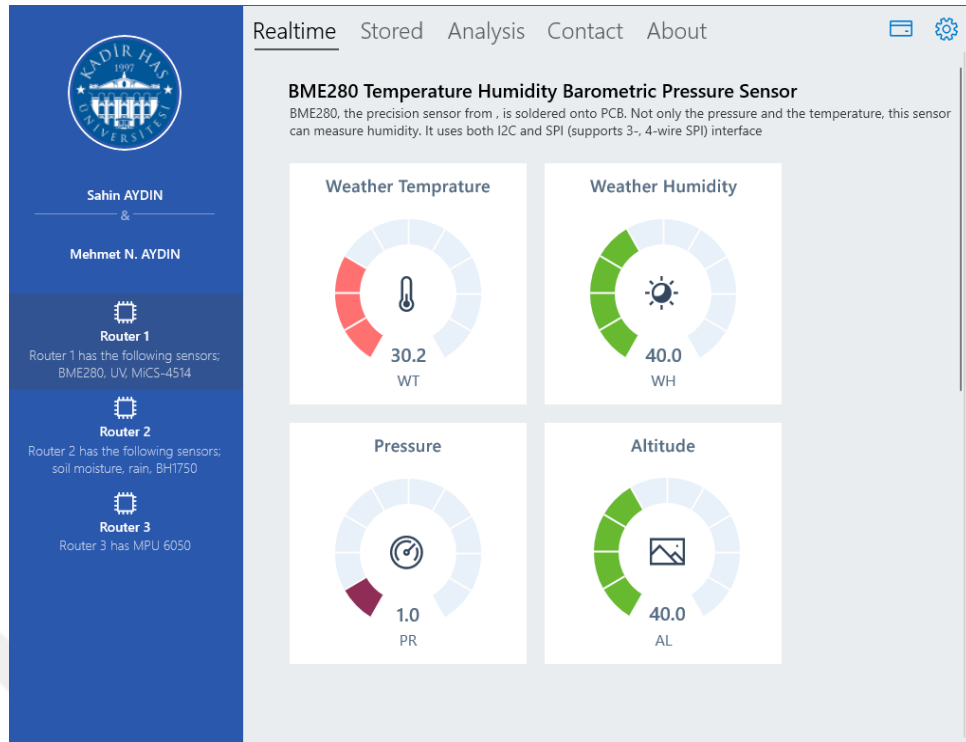 KADİR HAS
1997
ÜNİVERSİTESİ
Sahin AYDIN
&
Mehmet N. AYDIN
Router 1
Router 1 has the following sensors;
BME280, UV, MiCS-4514
Router 2
Router 2 has the following sensors;
soil moisture, rain, BH1750
Router 3
Router 3 has MPU 6050
Realtime Stored Analysis Contact About
BME280 Temperature Humidity Barometric Pressure Sensor
BME280, the precision sensor from , is soldered onto PCB. Not only the pressure and the temperature, this sensor
can measure humidity. It uses both I2C and SPI (supports 3-, 4-wire SPI) interface
Weather Temprature
30.2
WT
Weather Humidity
40.0
WH
Pressure
1.0
PR
Altitude
40.0
AL